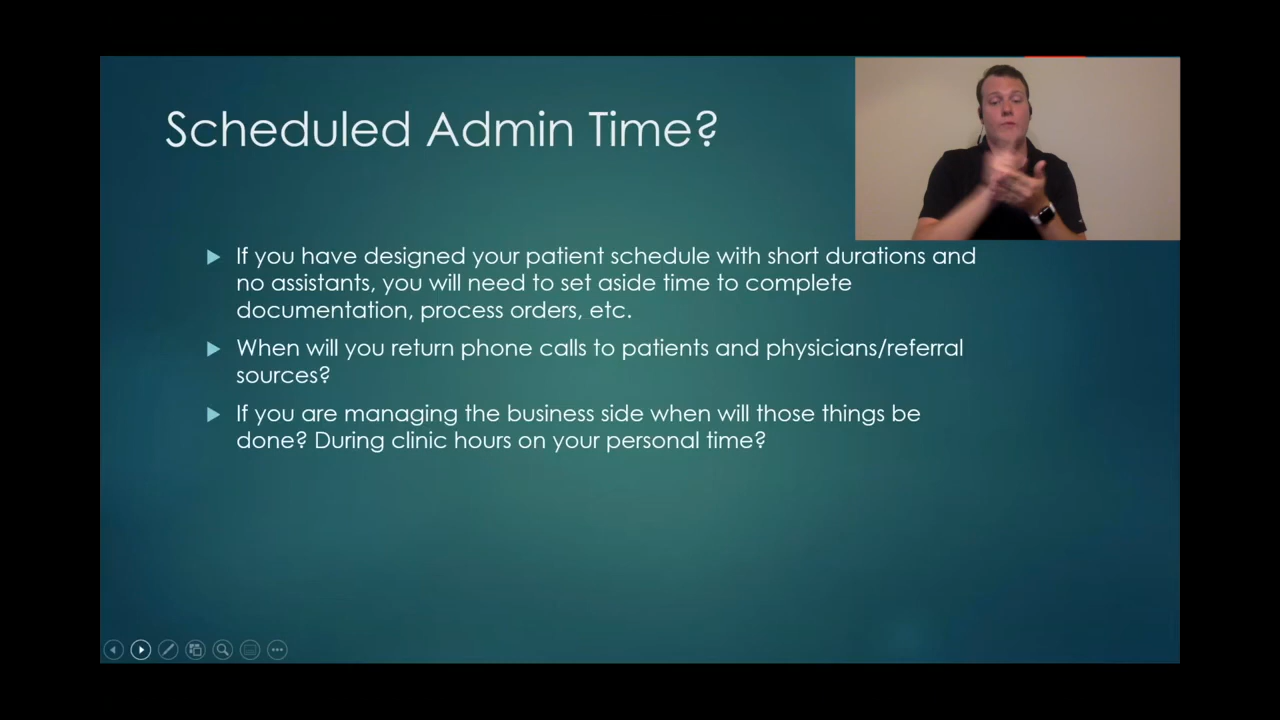 Scheduled Admin Time?
If you have designed your patient schedule with short durations and
no assistants, you will need to set aside time to complete
documentation, process orders, etc.
When will you return phone calls to patients and physicians/referral
sources?
If you are managing the business side when will those things be
done? During clinic hours on your personal time?